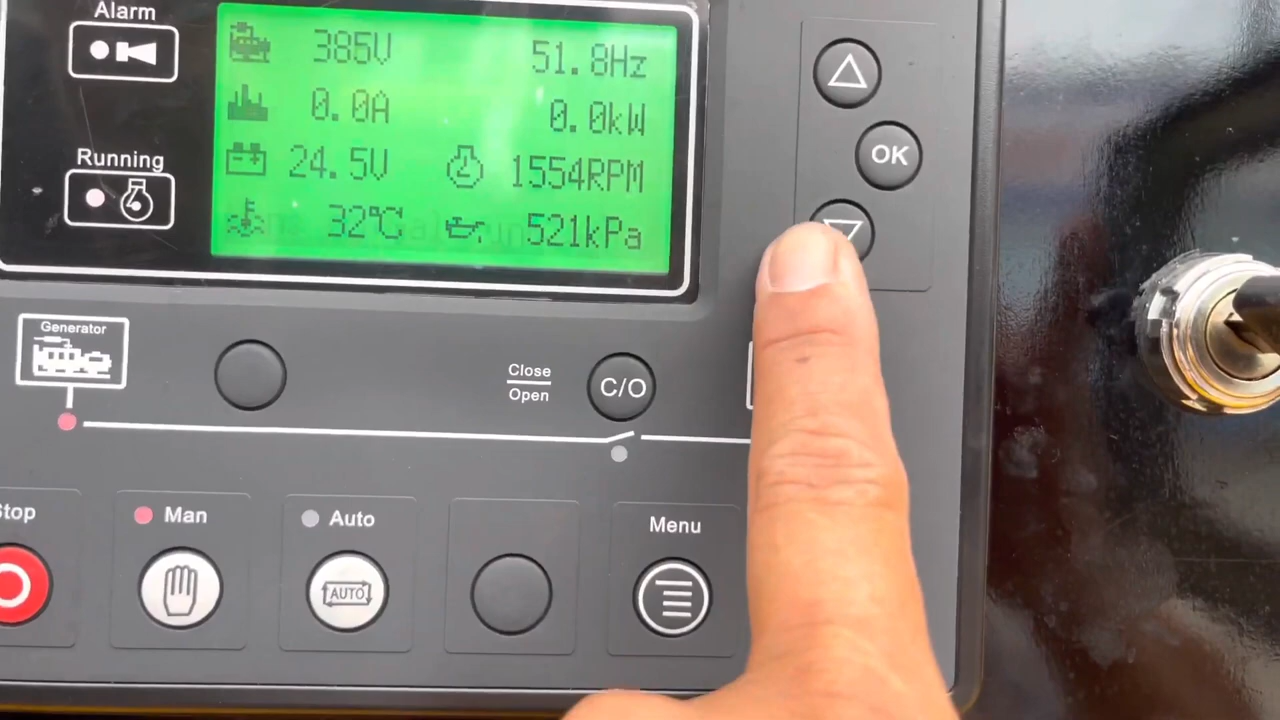 Alarm
385V 51.8Hz
0.0A 0.0kW
Running
24.5V 1554RPM
32℃ 521kPa
OK
Generator
Close
Open
C/O
Stop
Man
Auto
Menu
AUTO